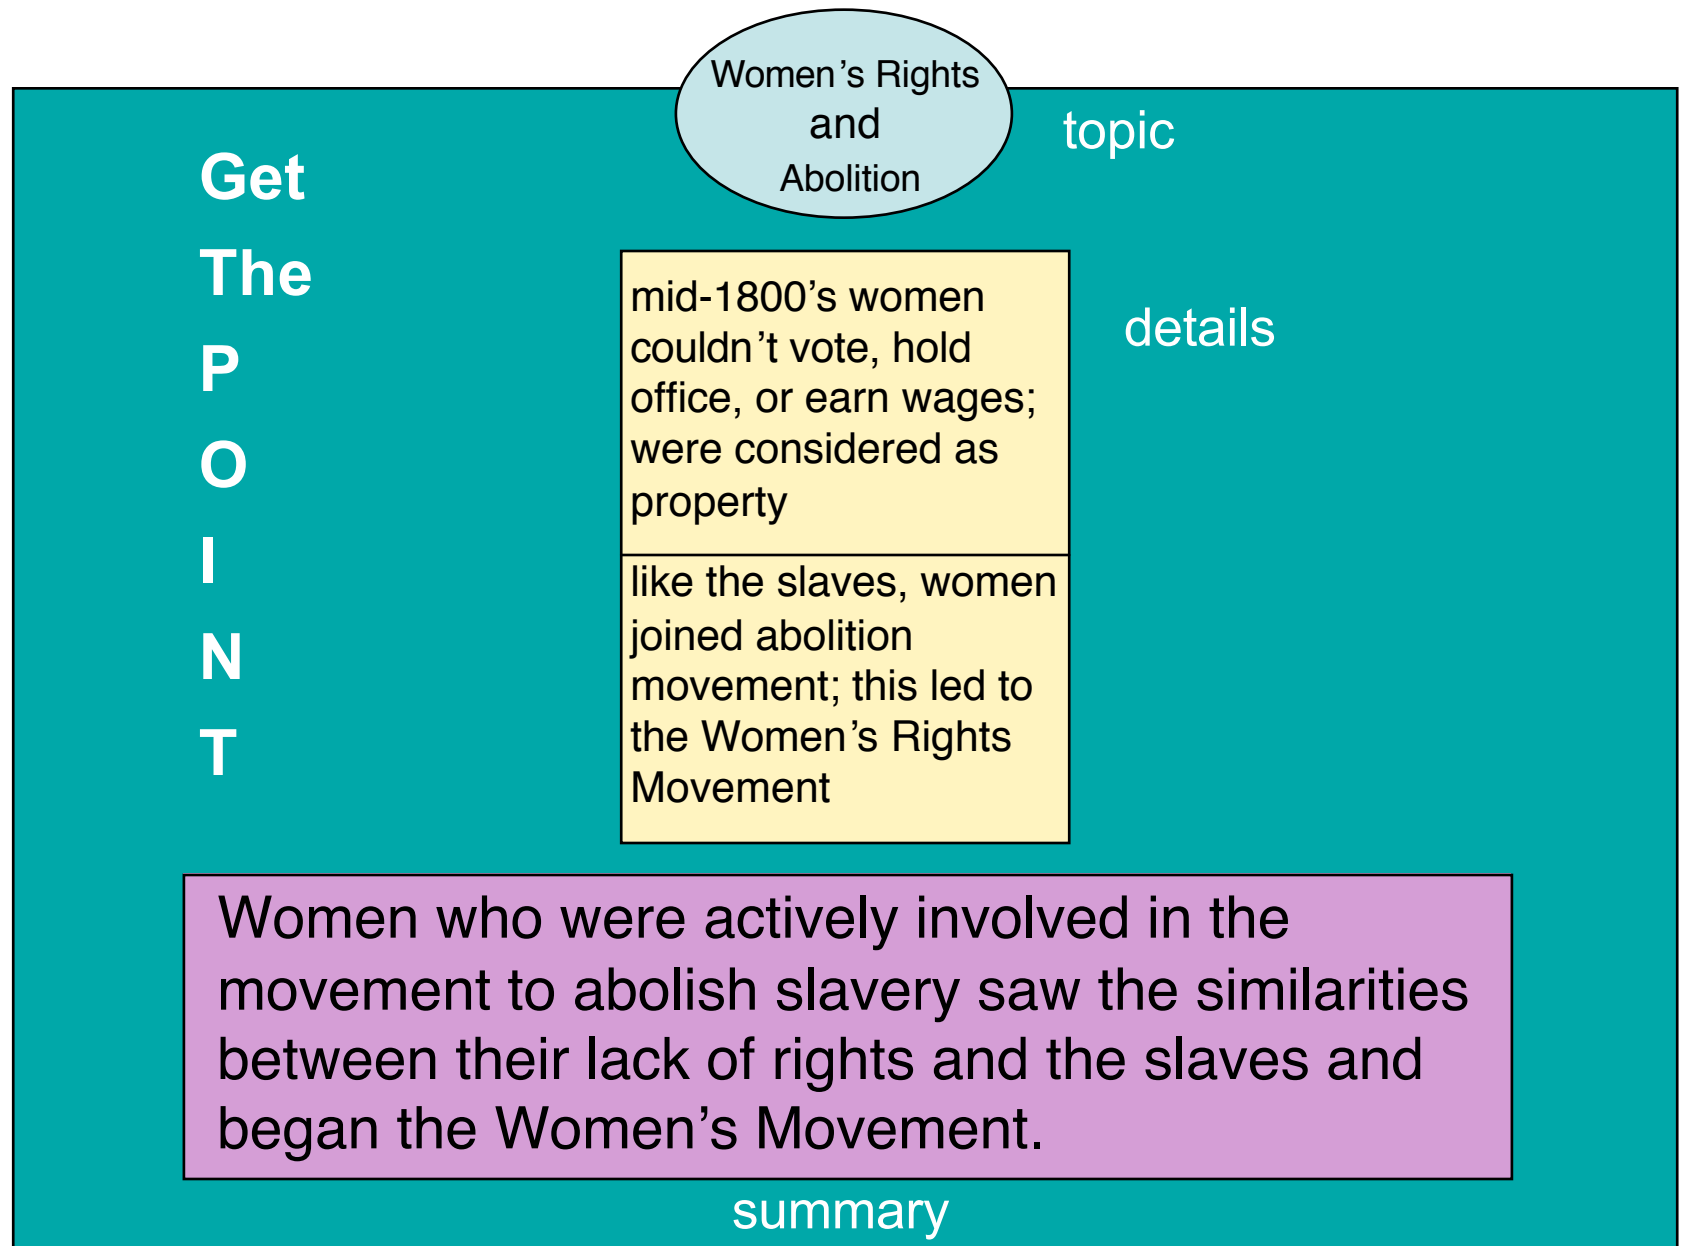 Women's Rights
and
Abolition
topic
Get
The
P
O
I
N
T
mid-1800's women
couldn't vote, hold
office, or earn wages;
were considered as
property
details
like the slaves, women
joined abolition
movement; this led to
the Women's Rights
Movement
Women who were actively involved in the
movement to abolish slavery saw the similarities
between their lack of rights and the slaves and
began the Women's Movement.
summary